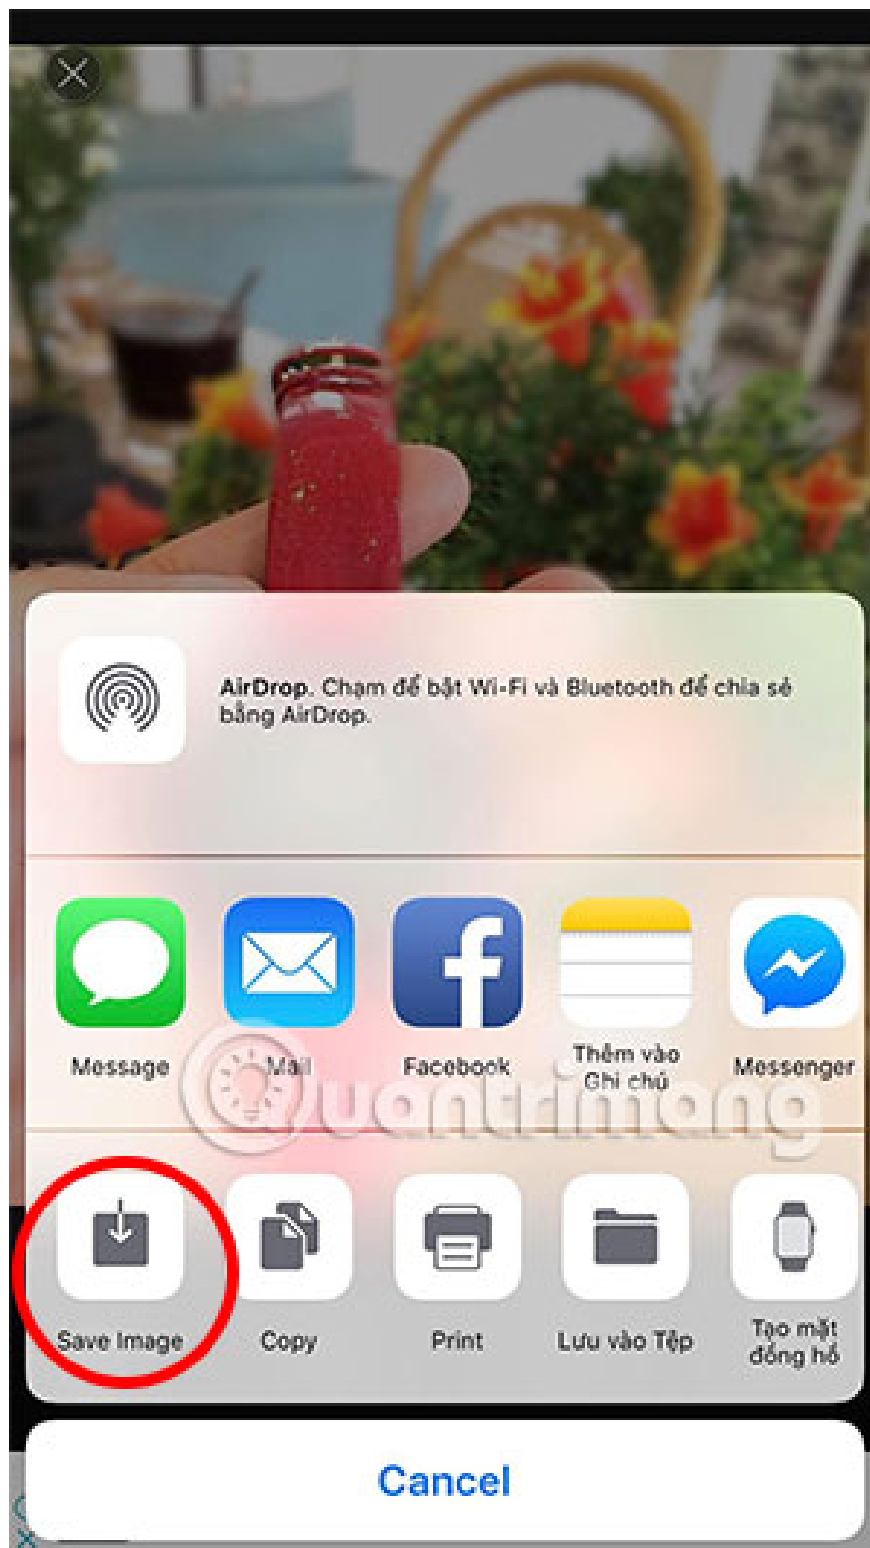 AirDrop. Chạm để bật Wi-Fi và Bluetooth để chia sẻ
bằng AirDrop.
Message
Mail
Facebook
Thêm vào
Ghi chú
Messenger
Quantrimang
Save Image
Copy
Print
Lưu vào Tệp
Tạo mặt
đồng hồ
Cancel